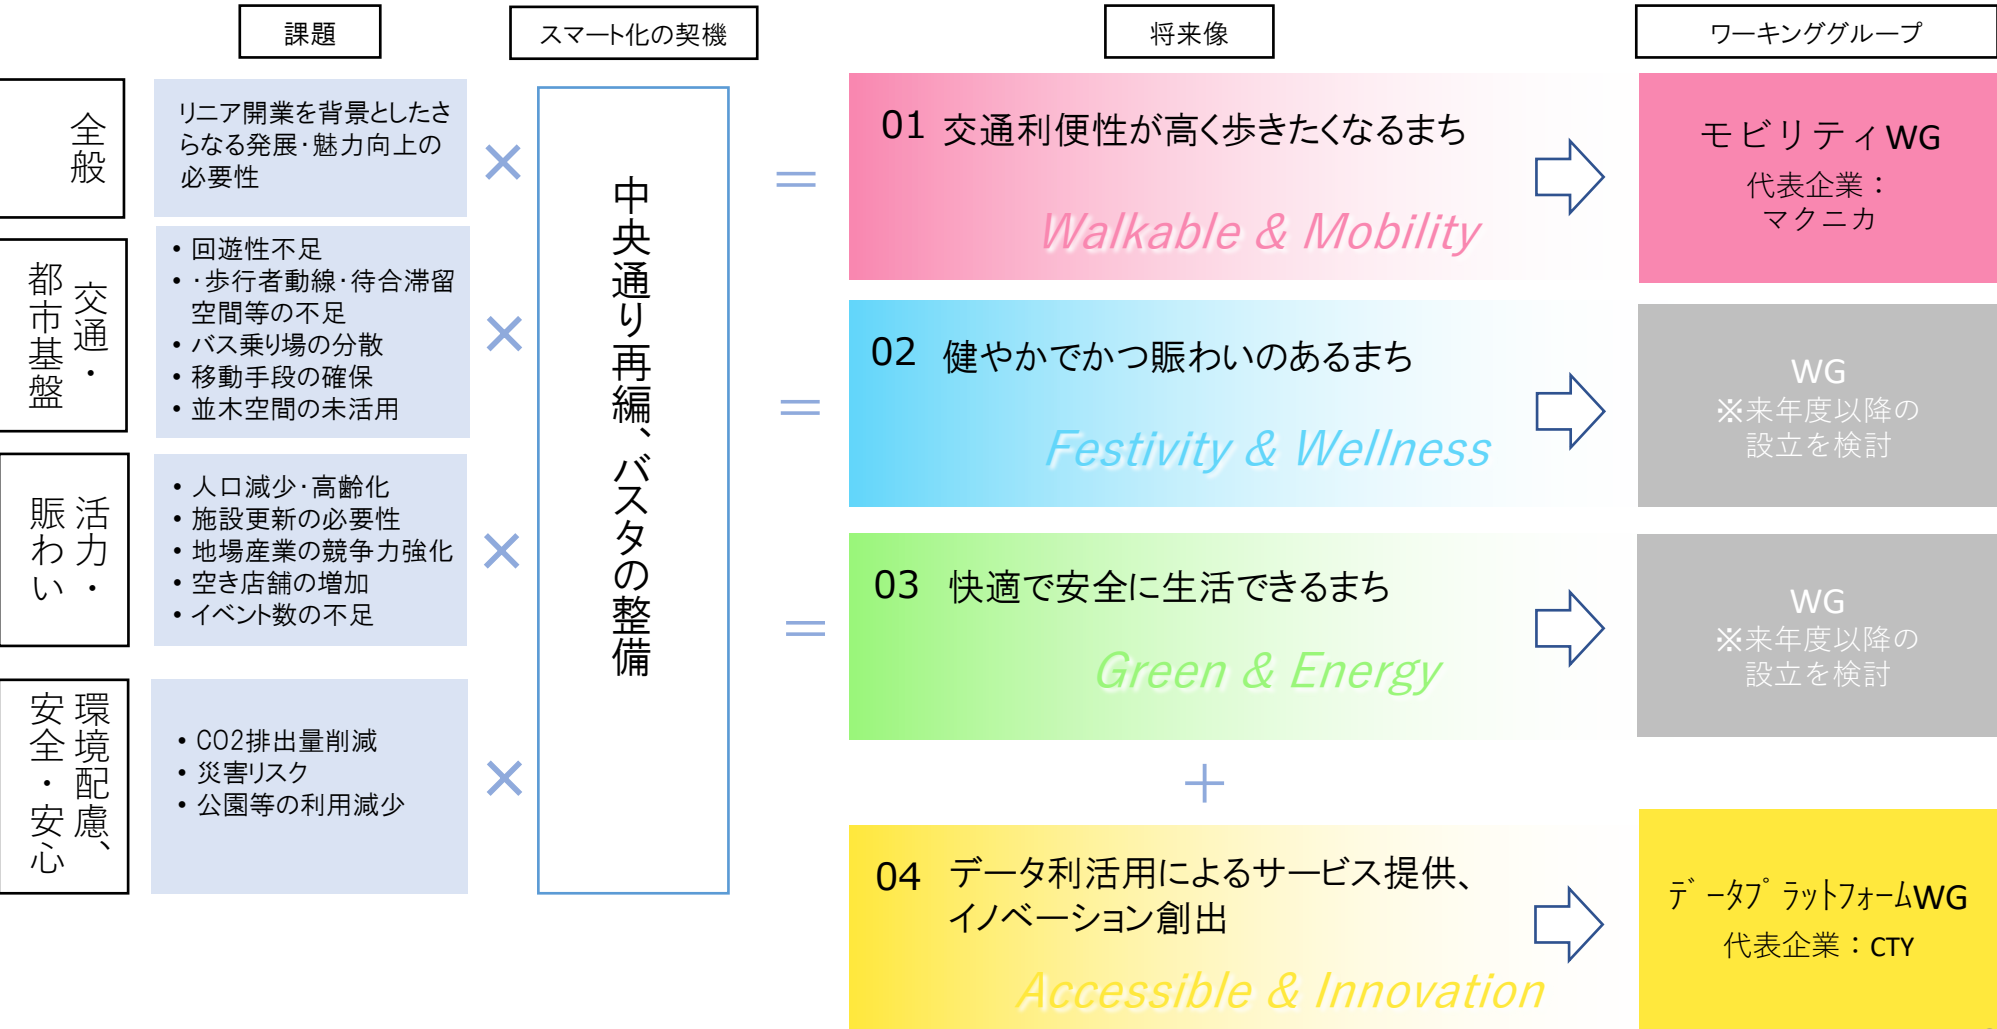 課題
スマート化の契機
将来像
ワーキンググループ
全般
リニア開業を背景としたさ
らなる発展･魅力向上の
必要性
×
交通・
都市基盤
• 回遊性不足
• ･歩行者動線･待合滞留
空間等の不足
• バス乗り場の分散
• 移動手段の確保
• 並木空間の未活用
×
活力・
賑わい
• 人口減少･高齢化
• 施設更新の必要性
• 地場産業の競争力強化
• 空き店舗の増加
• イベント数の不足
×
環境配慮、
安全・安心
• CO2排出量削減
• 災害リスク
• 公園等の利用減少
×
中央通り再編、バスタの整備
＝
01 交通利便性が高く歩きたくなるまち
Walkable & Mobility
モビリティWG
代表企業：
マクニカ
＝
02 健やかでかつ賑わいのあるまち
Festivity & Wellness
WG
※来年度以降の
設立を検討
＝
03 快適で安全に生活できるまち
Green & Energy
WG
※来年度以降の
設立を検討
＋
04 データ利活用によるサービス提供、
イノベーション創出
Accessible & Innovation
ﾃﾞｰﾀﾌﾟﾗｯﾄﾌｫｰﾑWG
代表企業：CTY